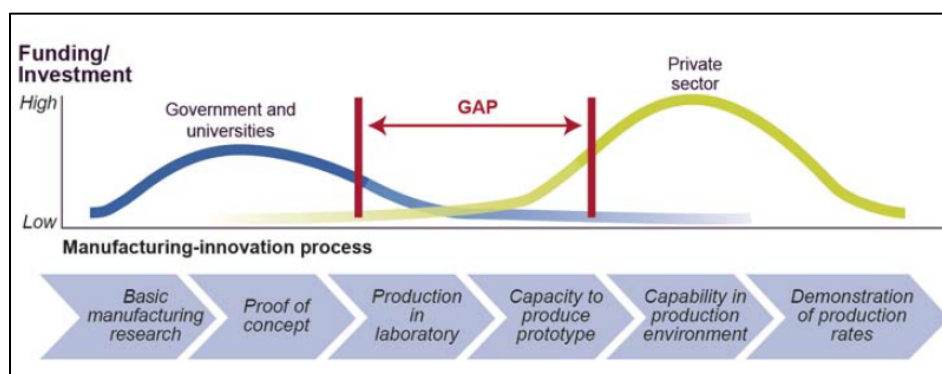 Funding/
Investment
High
Low
Government and
universities
GAP
Private
sector
Manufacturing-innovation process
Basic
manufacturing
research
Proof of
concept
Production
in
laboratory
Capacity to
produce
prototype
Capability in
production
environment
Demonstration
of production
rates